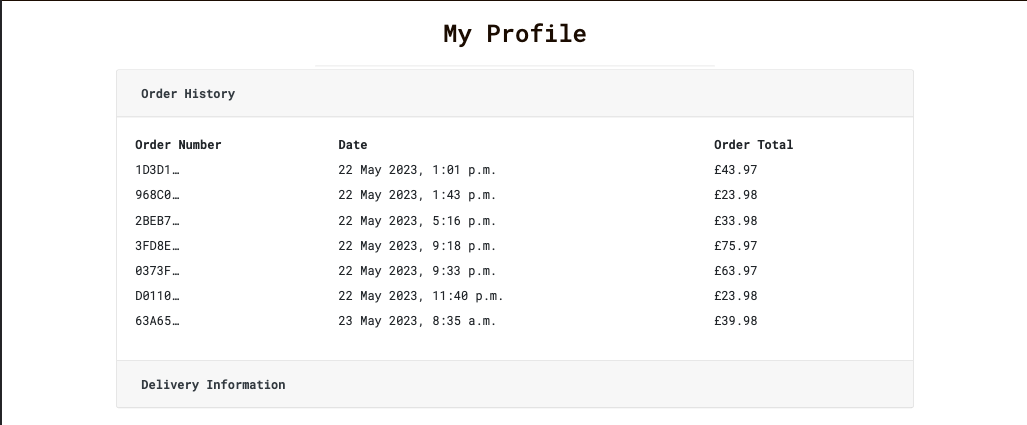 My Profile
Order History
Order Number Date Order Total
1D3D1… 22 May 2023, 1:01 p.m. £43.97
968C0… 22 May 2023, 1:43 p.m. £23.98
2BEB7… 22 May 2023, 5:16 p.m. £33.98
3FD8E… 22 May 2023, 9:18 p.m. £75.97
0373F… 22 May 2023, 9:33 p.m. £63.97
D0110… 22 May 2023, 11:40 p.m. £23.98
63A65… 23 May 2023, 8:35 a.m. £39.98
Delivery Information